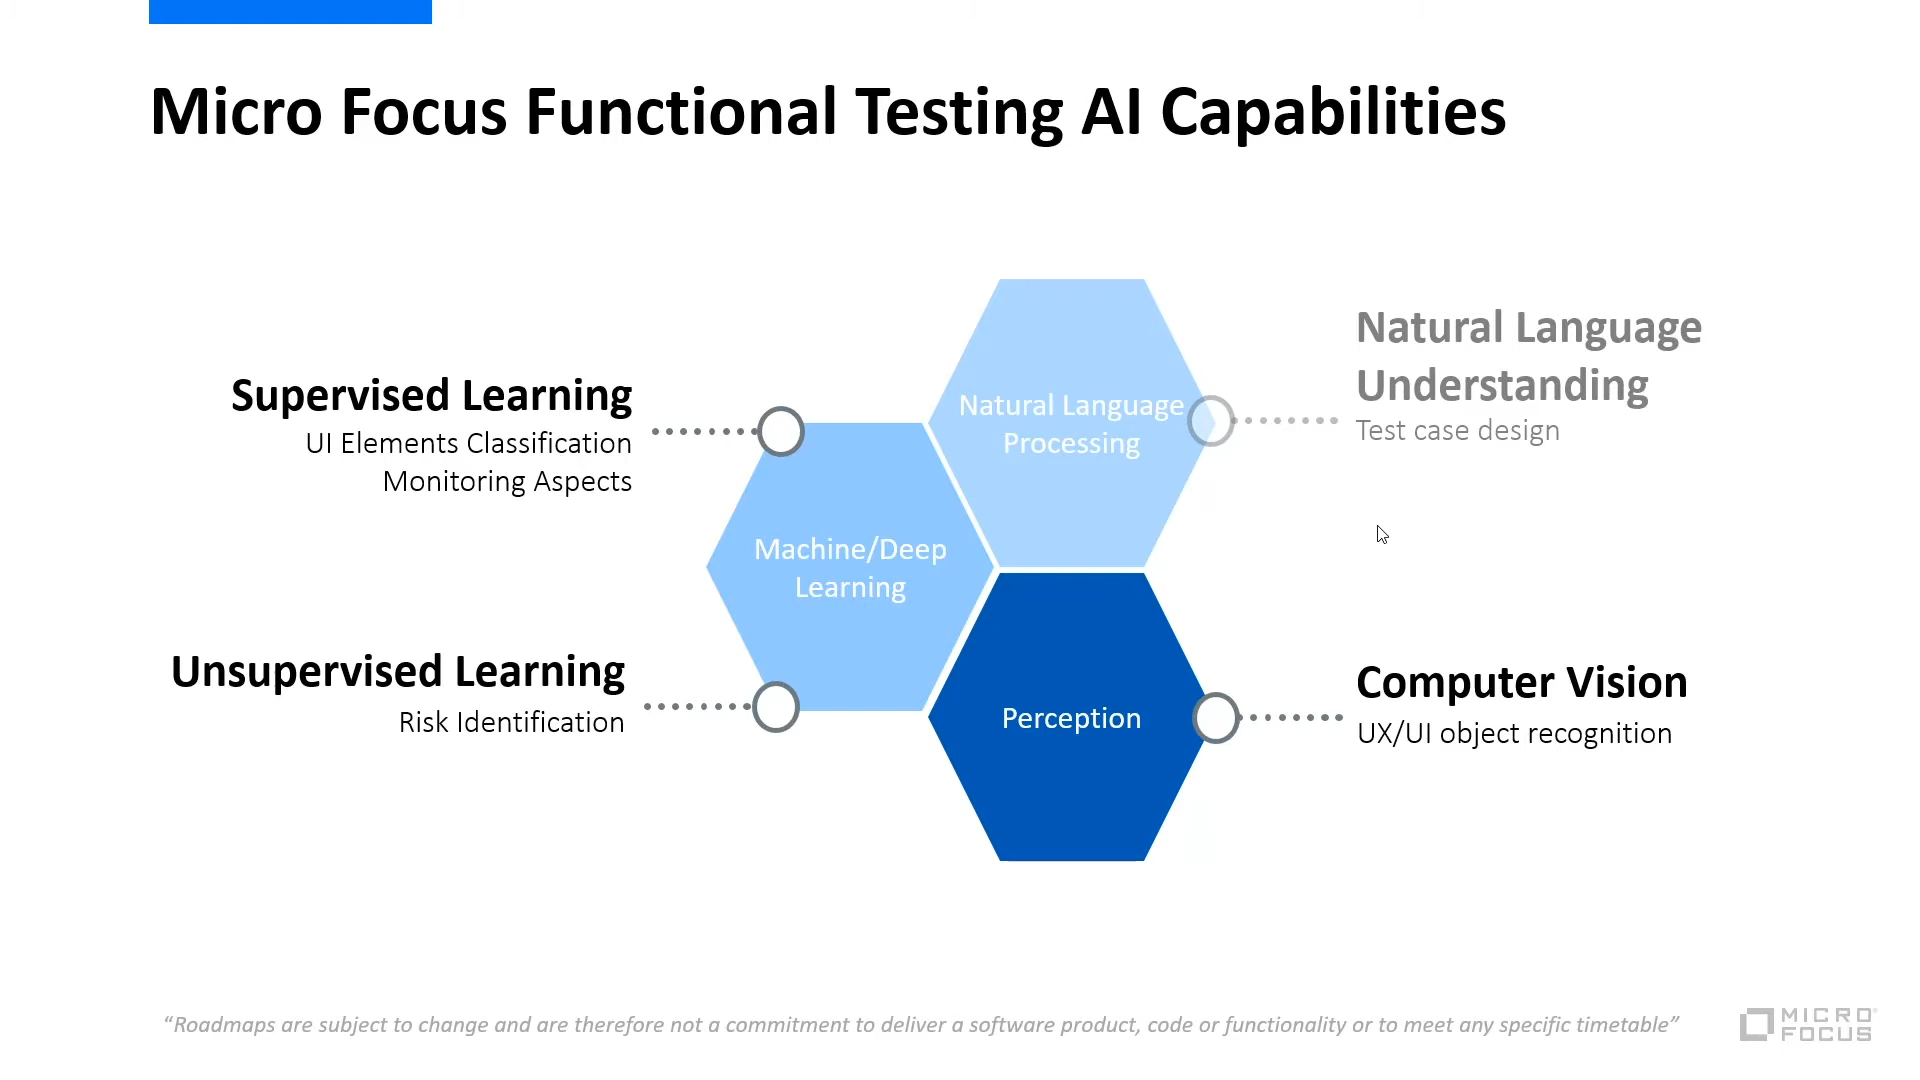 Micro Focus Functional Testing AI Capabilities
Supervised Learning
UI Elements Classification
Monitoring Aspects
Unsupervised Learning
Risk Identification
Machine/Deep
Learning
Natural Language
Processing
Perception
Natural Language
Understanding
Test case design
Computer Vision
UX/UI object recognition
“Roadmaps are subject to change and are therefore not a commitment to deliver a software product, code or functionality or to meet any specific timetable”
MICRO
FOCUS